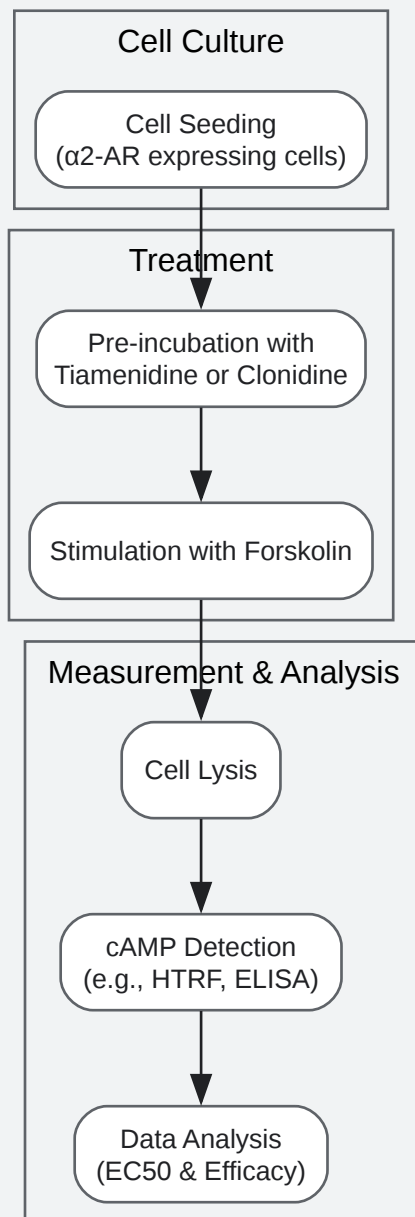 Cell Culture
Cell Seeding
(α2-AR expressing cells)
Treatment
Pre-incubation with
Tiamenidine or Clonidine
Stimulation with Forskolin
Measurement & Analysis
Cell Lysis
cAMP Detection
(e.g., HTRF, ELISA)
Data Analysis
(EC50 & Efficacy)